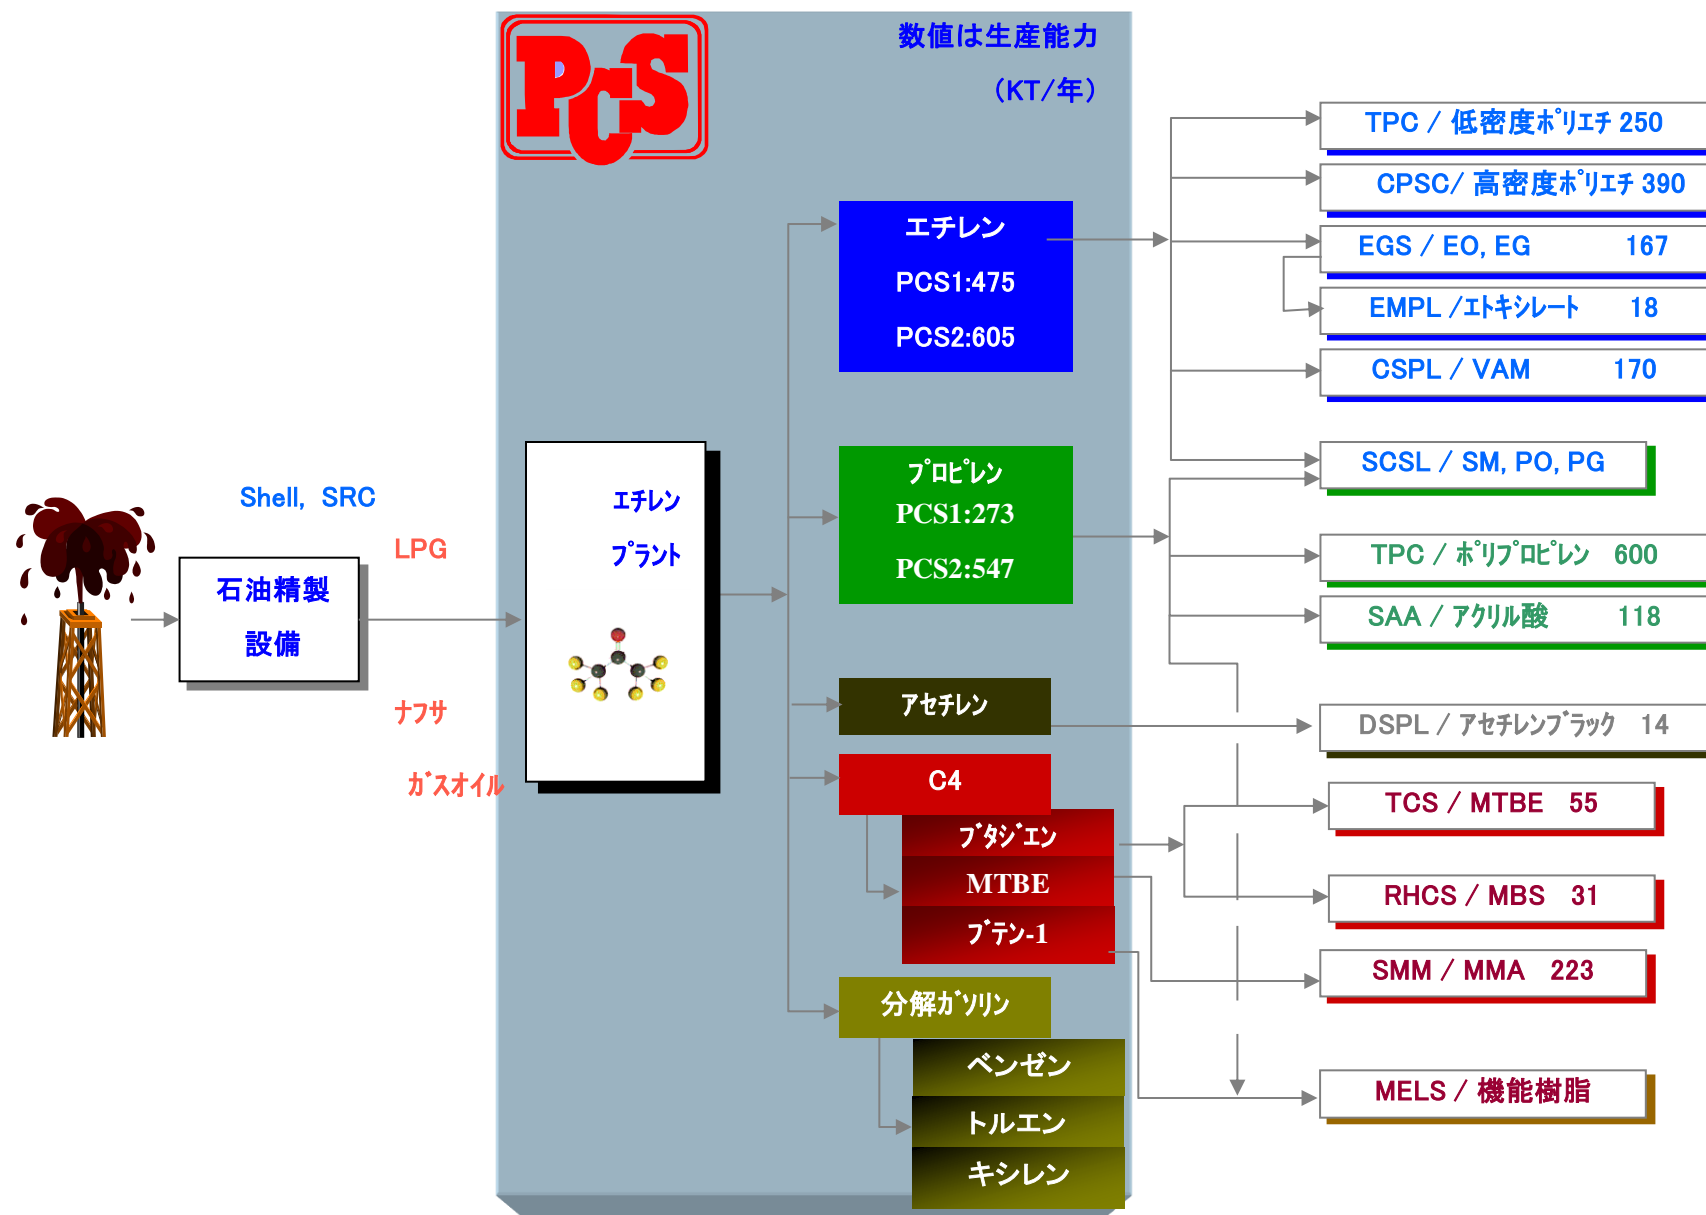 PCS
数値は生産能力
（KT/年）
Shell, SRC
LPG
石油精製
設備
ナフサ
ガスオイル
エチレン
プラント
エチレン
PCS1:475
PCS2:605
プロピレン
PCS1:273
PCS2:547
アセチレン
C4
ブタジエン
MTBE
ブテン-1
分解ガソリン
ベンゼン
トルエン
キシレン
TPC / 低密度ポリエチ 250
CPSC/ 高密度ポリエチ 390
EGS / EO, EG 167
EMPL /エトキシレート 18
CSPL / VAM 170
SCSL / SM, PO, PG
TPC / ポリプロピレン 600
SAA / アクリル酸 118
DSPL / アセチレンブラック 14
TCS / MTBE 55
RHCS / MBS 31
SMM / MMA 223
MELS / 機能樹脂